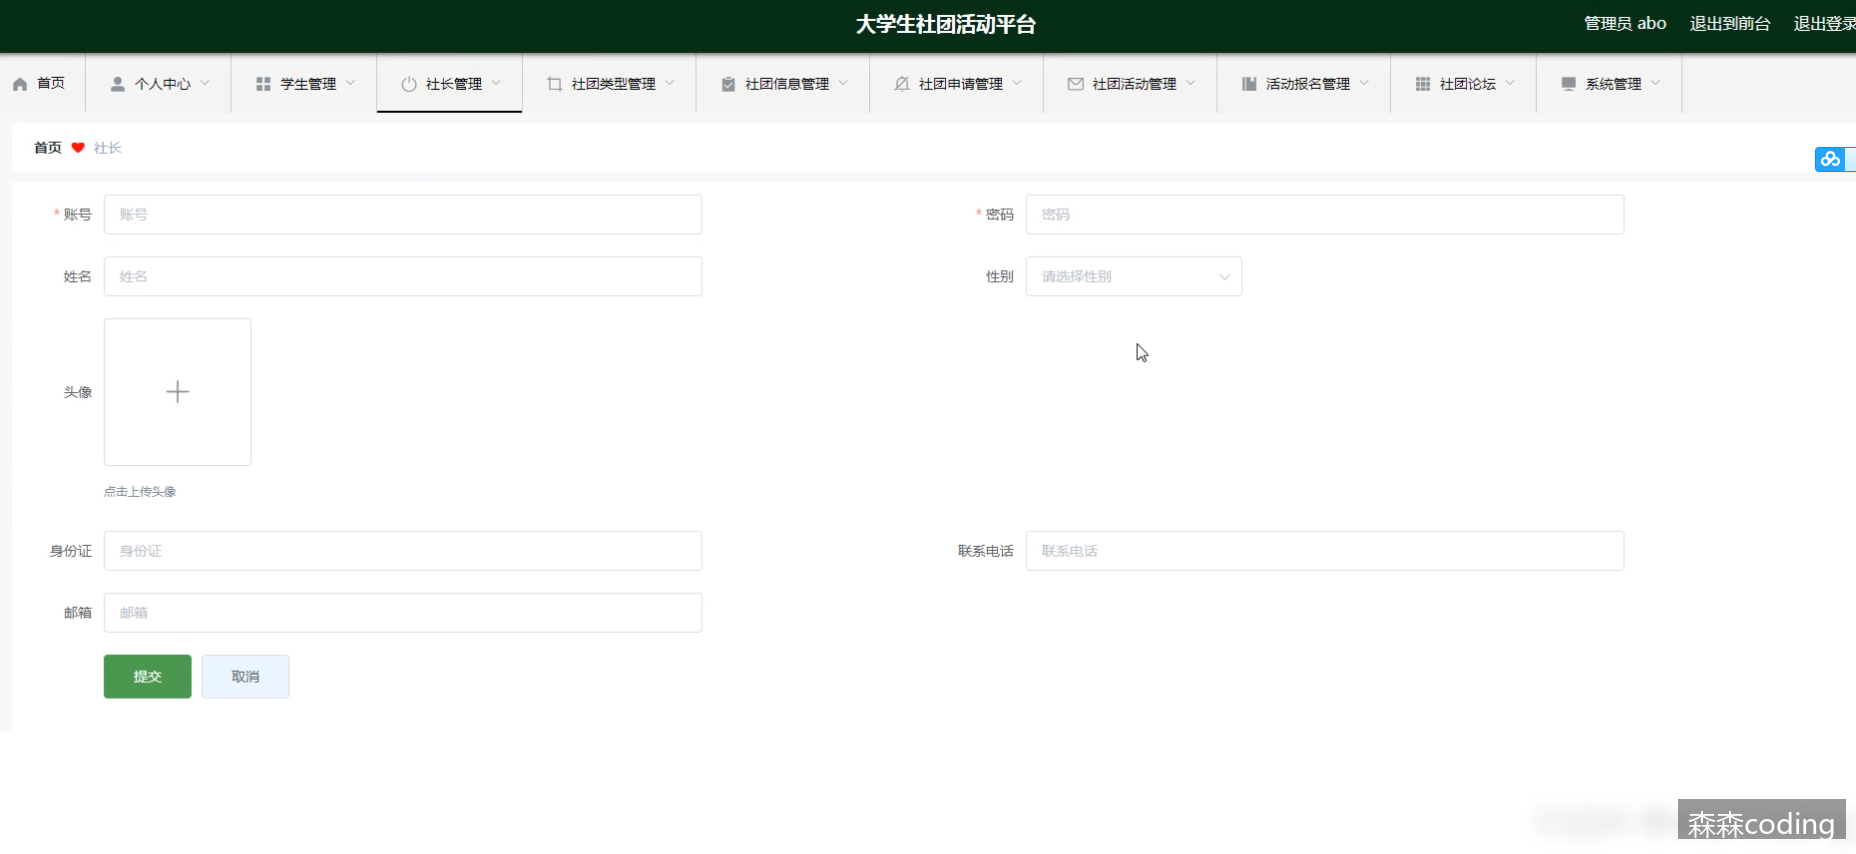 大学生社团活动平台
管理员 abo 退出到前台 退出登录
首页 个人中心 学生管理 社长管理 社团类型管理 社团信息管理 社团申请管理 社团活动管理 活动报名管理 社团论坛 系统管理
首页 社长
* 账号 账号 * 密码 密码
姓名 姓名 性别 请选择性别
头像
点击上传头像
身份证 身份证 联系电话 联系电话
邮箱 邮箱
提交 取消
森森coding